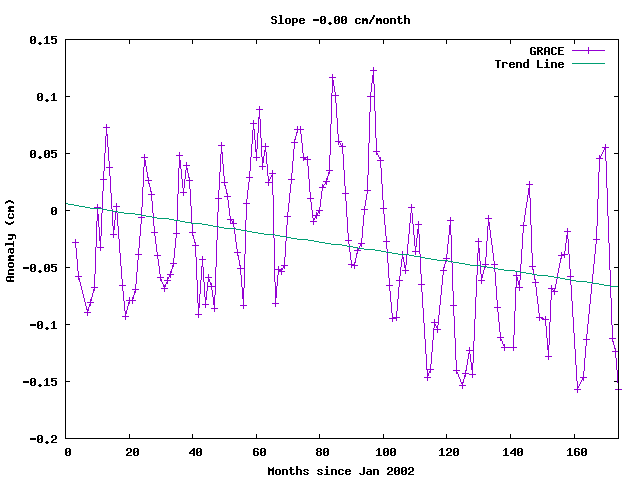 Slope -0.00 cm/month
0.15
GRACE
Trend Line
0.1
0.05
0
-0.05
-0.1
-0.15
-0.2
Anomaly (cm)
0 20 40 60 80 100 120 140 160
Months since Jan 2002